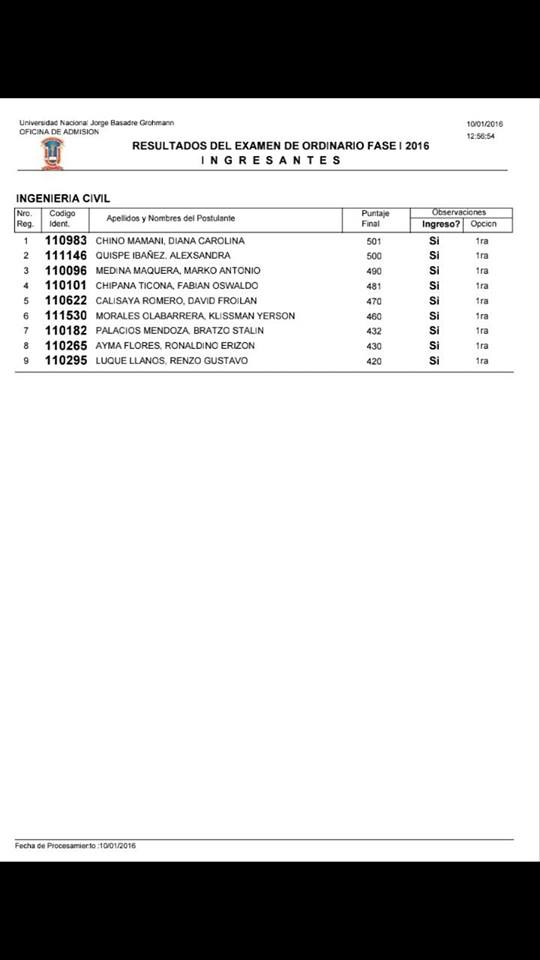 Universidad Nacional Jorge Basadre Grohmann
OFICINA DE ADMISION
10/01/2016
12:56:54
RESULTADOS DEL EXAMEN DE ORDINARIO FASE I 2016
INGRESANTES
INGENIERIA CIVIL
Nro. Reg. Codigo Ident. Apellidos y Nombres del Postulante Puntaje Final Observaciones Ingreso? Opcion
1 110983 CHINO MAMANI, DIANA CAROLINA 501 Si 1ra
2 111146 QUISPE IBAÑEZ, ALEXSANDRA 500 Si 1ra
3 110096 MEDINA MAQUERA, MARKO ANTONIO 490 Si 1ra
4 110101 CHIPANA TICONA, FABIAN OSWALDO 481 Si 1ra
5 110622 CALISAYA ROMERO, DAVID FROILAN 470 Si 1ra
6 111530 MORALES OLABARRERA, KLISSMAN YERSON 460 Si 1ra
7 110182 PALACIOS MENDOZA, BRATZO STALIN 432 Si 1ra
8 110265 AYMA FLORES, RONALDINO ERIZON 430 Si 1ra
9 110295 LUQUE LLANOS, RENZO GUSTAVO 420 Si 1ra
Fecha de Procesamiento :10/01/2016